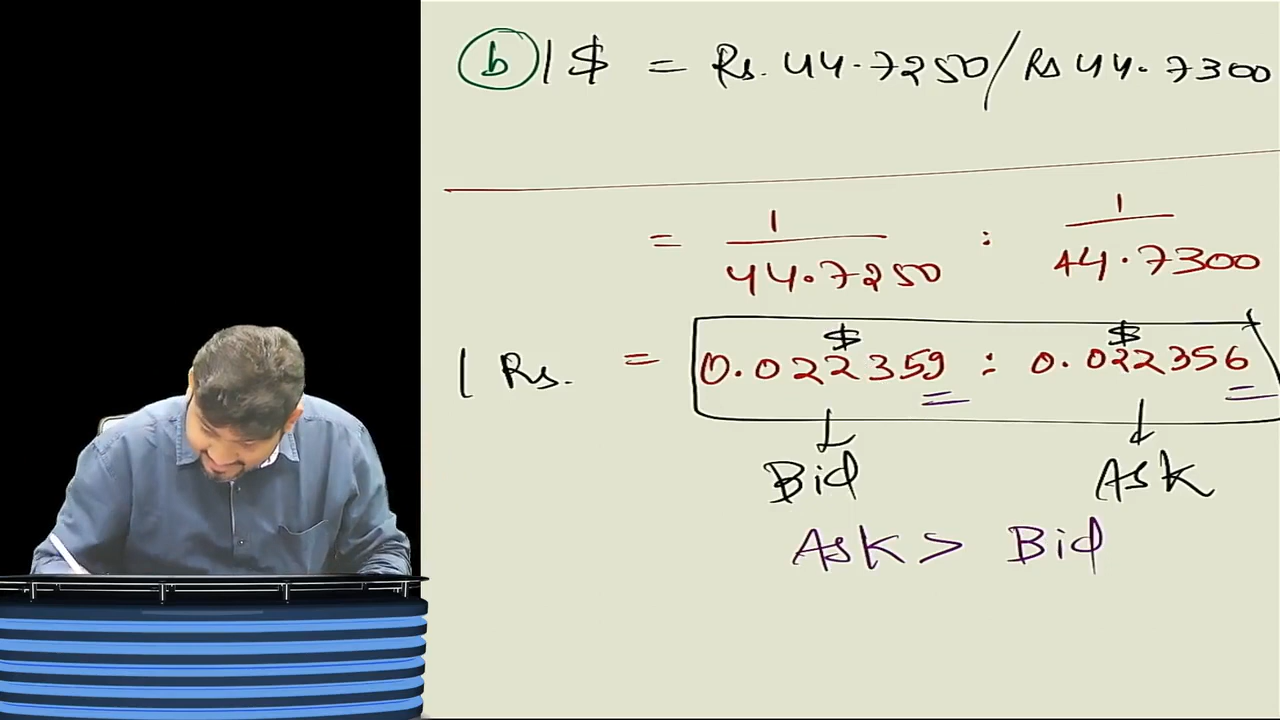 b 1 $ = Rs. 44.7250/Rs 44.7300
= 1/44.7250 : 1/44.7300
$ $
1 Rs. = 0.022359 : 0.022356
Bid Ask
Ask > Bid